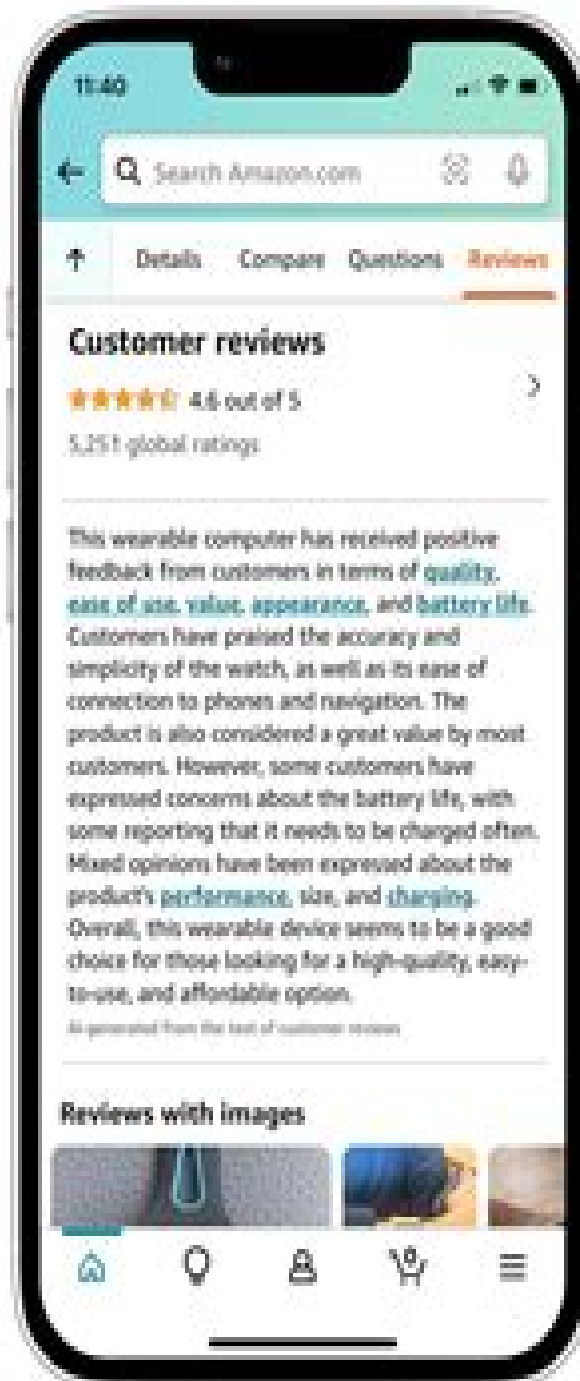 11:40
Search Amazon.com
Details Compare Questions Reviews
Customer reviews
4.6 out of 5
5,251 global ratings
This wearable computer has received positive
feedback from customers in terms of quality,
ease of use, value, appearance, and battery life.
Customers have praised the accuracy and
simplicity of the watch, as well as its ease of
connection to phones and navigation. The
product is also considered a great value by most
customers. However, some customers have
expressed concerns about the battery life, with
some reporting that it needs to be charged often.
Mixed opinions have been expressed about the
product's performance, size, and charging.
Overall, this wearable device seems to be a good
choice for those looking for a high-quality, easy-
to-use, and affordable option.
AI-generated from the text of customer reviews
Reviews with images
0